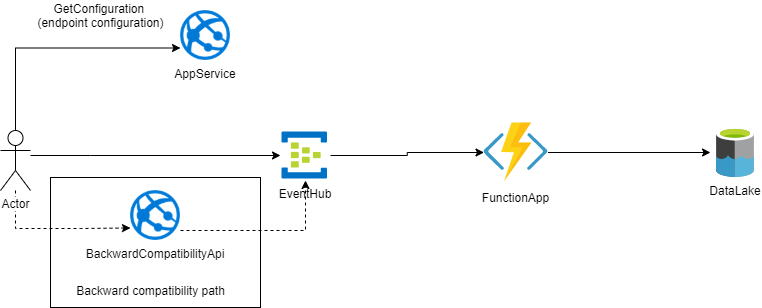 GetConfiguration
(endpoint configuration)
AppService
EventHub
FunctionApp
DataLake
Actor
BackwardCompatibilityApi
Backward compatibility path